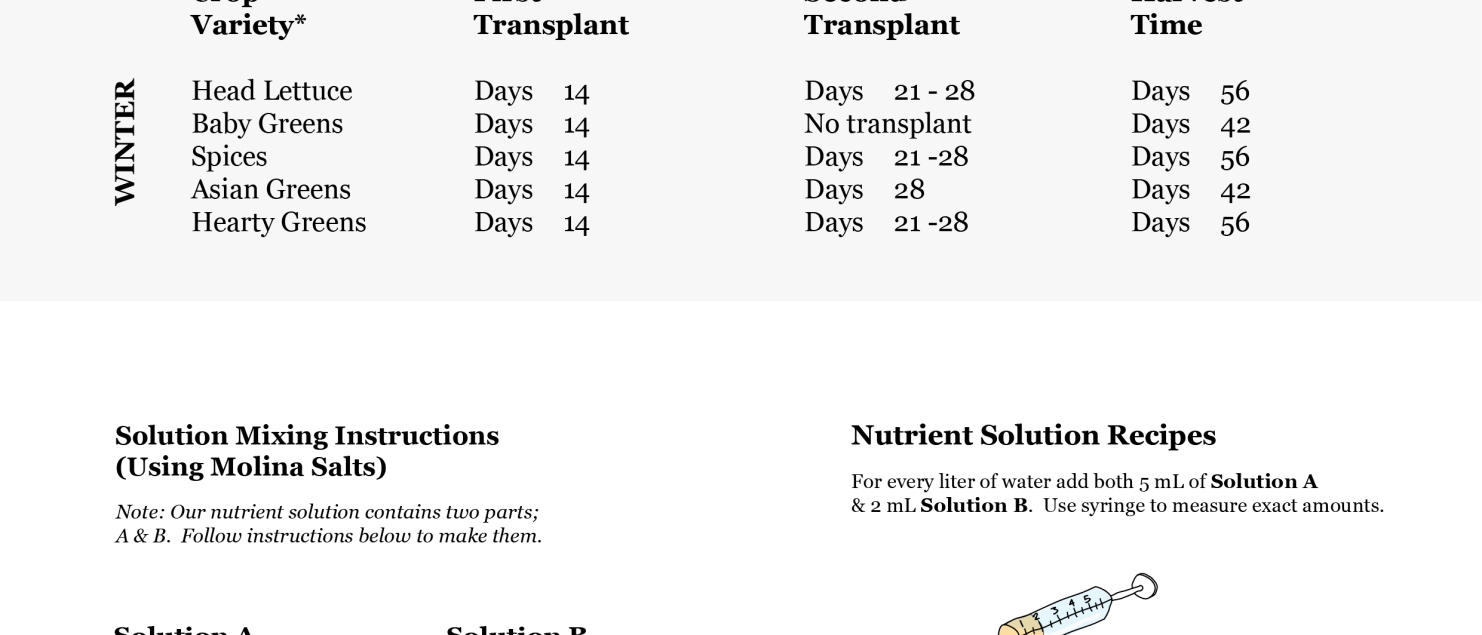 Variety*
Transplant
Transplant
Time
WINTER
Head Lettuce Days 14 Days 21 - 28 Days 56
Baby Greens Days 14 No transplant Days 42
Spices Days 14 Days 21 -28 Days 56
Asian Greens Days 14 Days 28 Days 42
Hearty Greens Days 14 Days 21 -28 Days 56
Solution Mixing Instructions
(Using Molina Salts)
Note: Our nutrient solution contains two parts;
A & B. Follow instructions below to make them.
Solution A
Solution B
Nutrient Solution Recipes
For every liter of water add both 5 mL of Solution A
& 2 mL Solution B. Use syringe to measure exact amounts.
1 2 3 4 5